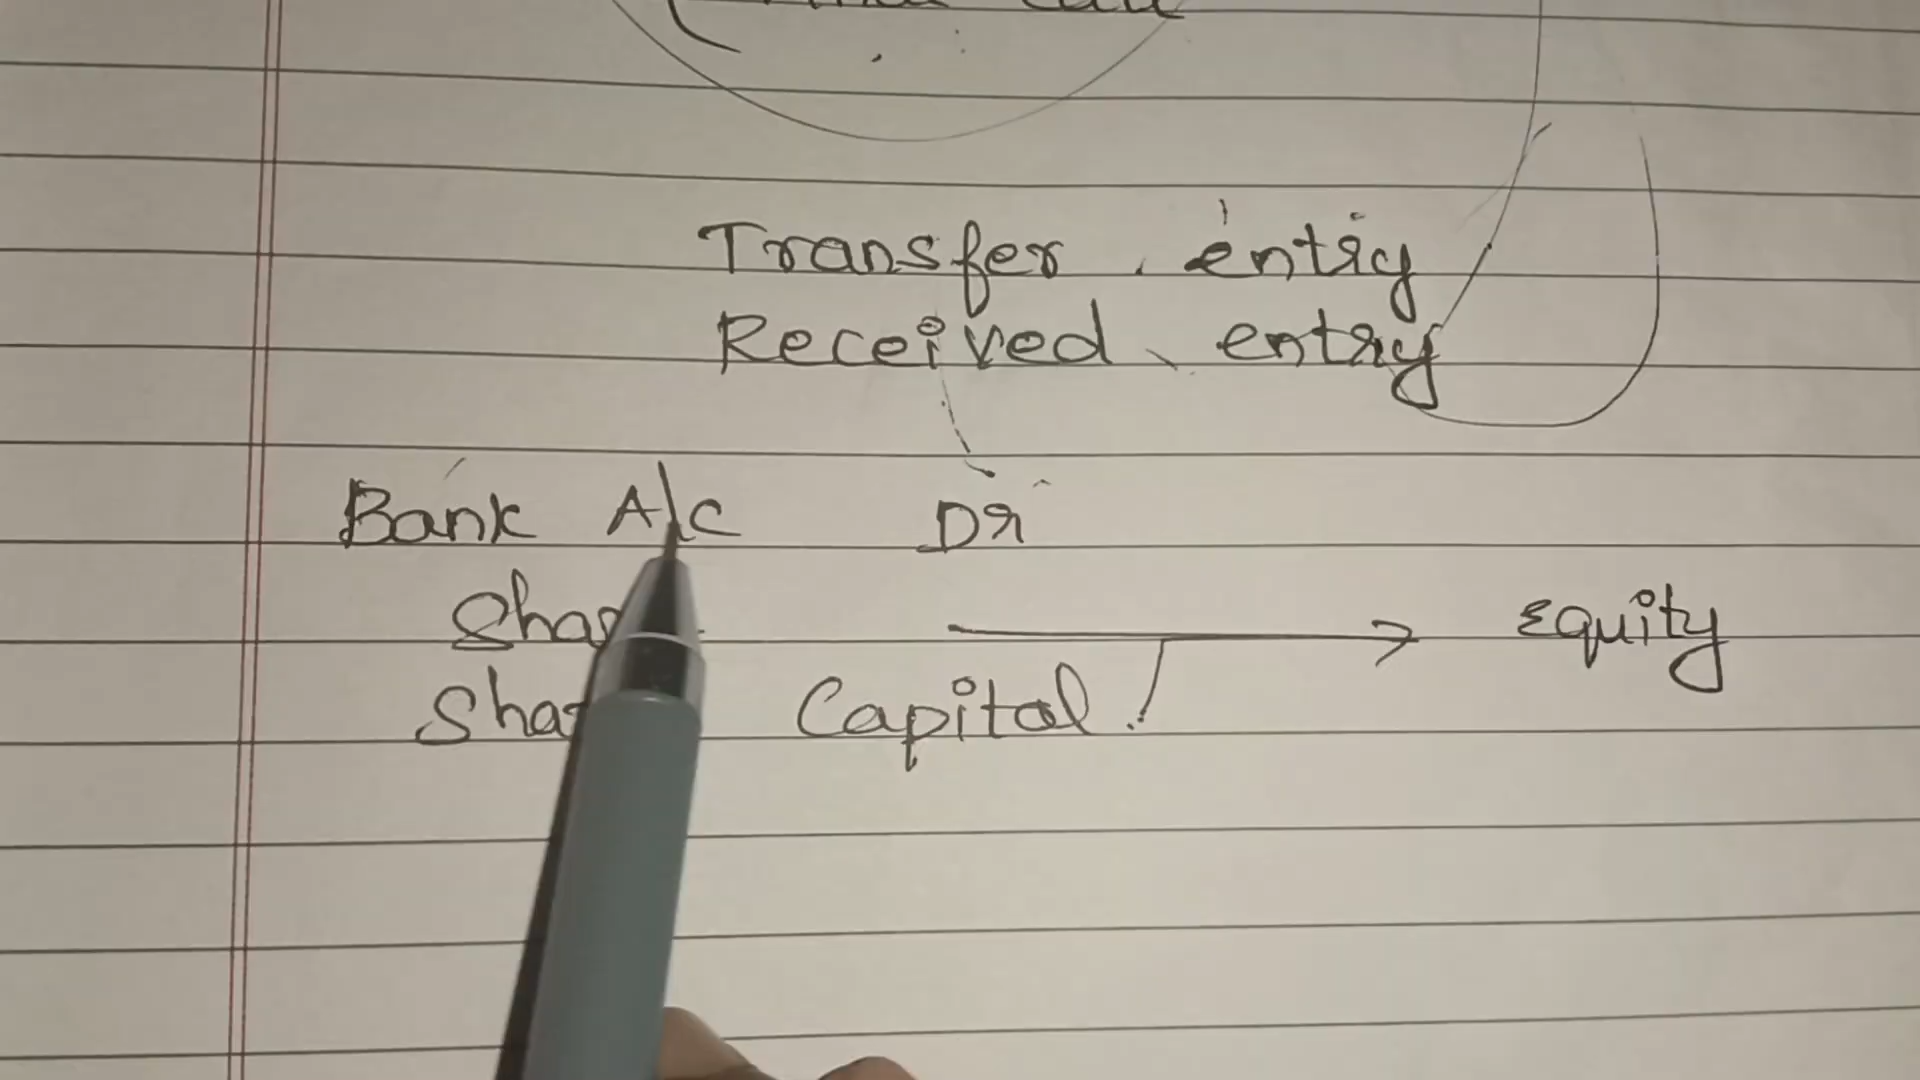 Transfer entry
Received entry
Bank A/C Dr
Equity
Capital